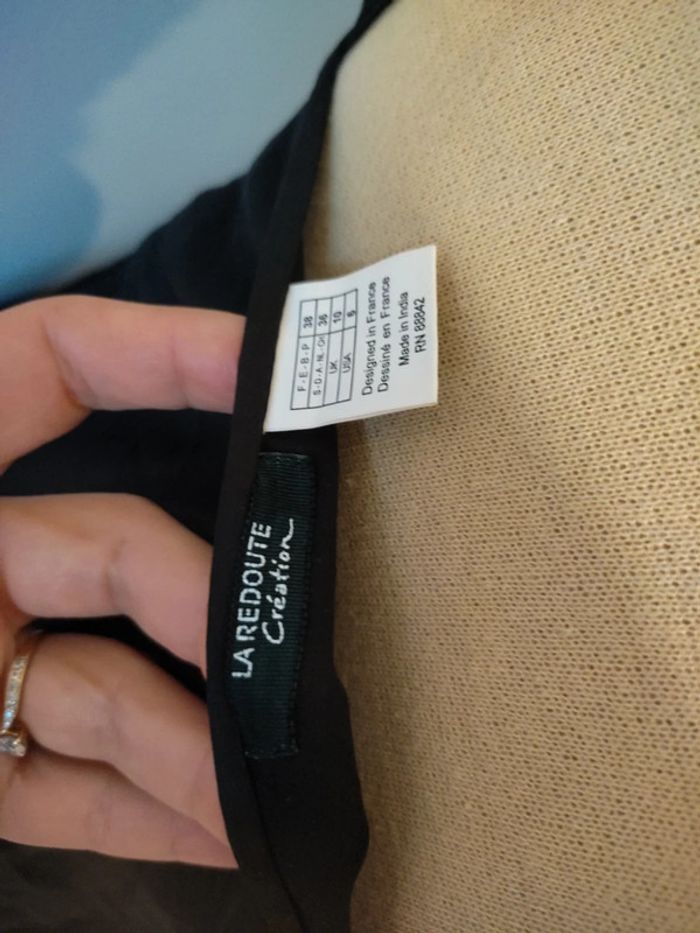 F - E - B - P 38
S - D - A - N - Gr 36
UK 10
USA 6
Designed in France
Dessiné en France
Made in India
RN 88842
LA REDOUTE
Création